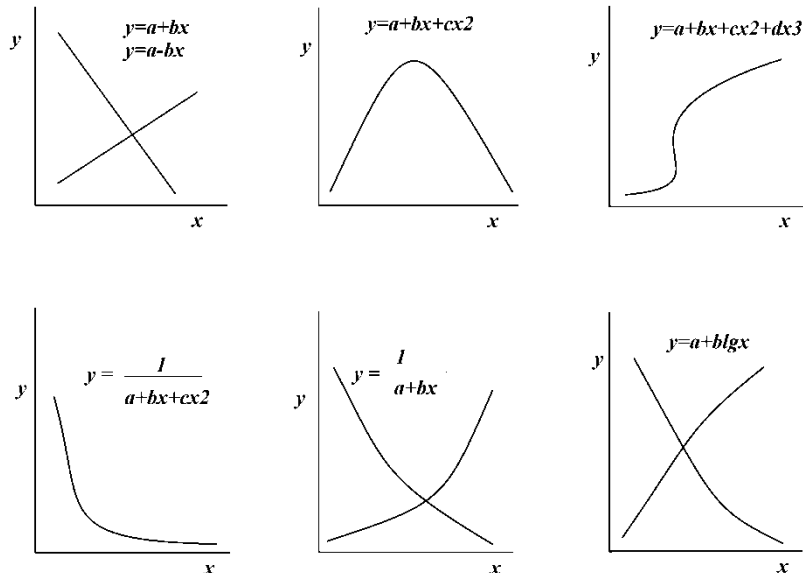 y
y=a+bx
y=a-bx
x
y
y=a+bx+cx2
x
y
y=a+bx+cx2+dx3
x
y
y = 1
a+bx+cx2
x
y
y = 1
a+bx
x
y
y=a+blgx
x